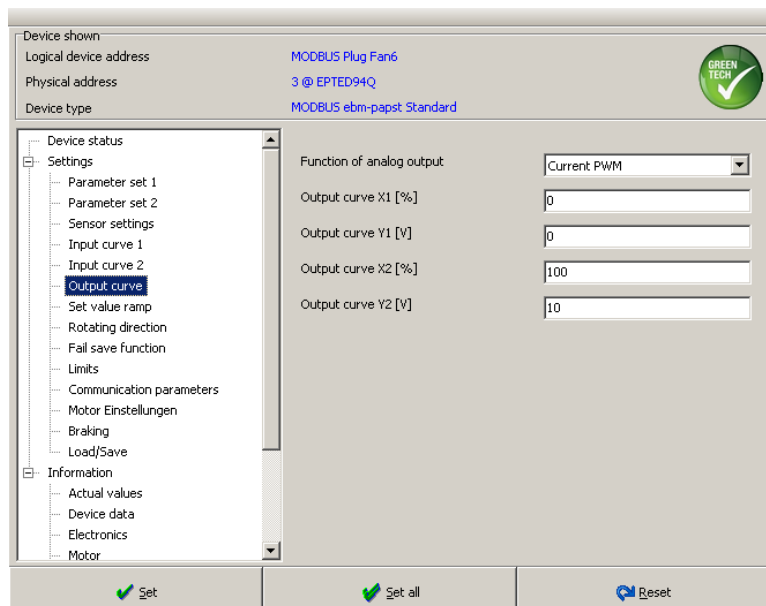 Device shown
Logical device address MODBUS Plug Fan6
Physical address 3 @ EPTED94Q
Device type MODBUS ebm-papst Standard
GREEN
TECH
Device status
Settings
Parameter set 1
Parameter set 2
Sensor settings
Input curve 1
Input curve 2
Output curve
Set value ramp
Rotating direction
Fail save function
Limits
Communication parameters
Motor Einstellungen
Braking
Load/Save
Information
Actual values
Device data
Electronics
Motor
Function of analog output Current PWM
Output curve X1 [%] 0
Output curve Y1 [V] 0
Output curve X2 [%] 100
Output curve Y2 [V] 10
Set
Set all
Reset